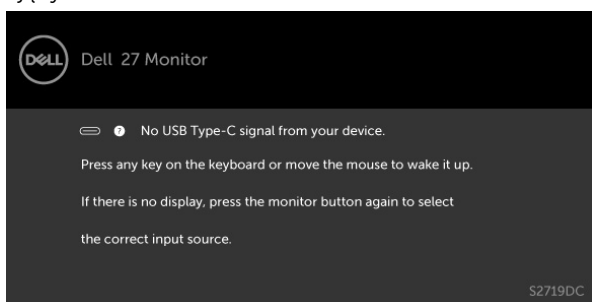 DELL
Dell 27 Monitor
? No USB Type-C signal from your device.
Press any key on the keyboard or move the mouse to wake it up.
If there is no display, press the monitor button again to select
the correct input source.
S2719DC